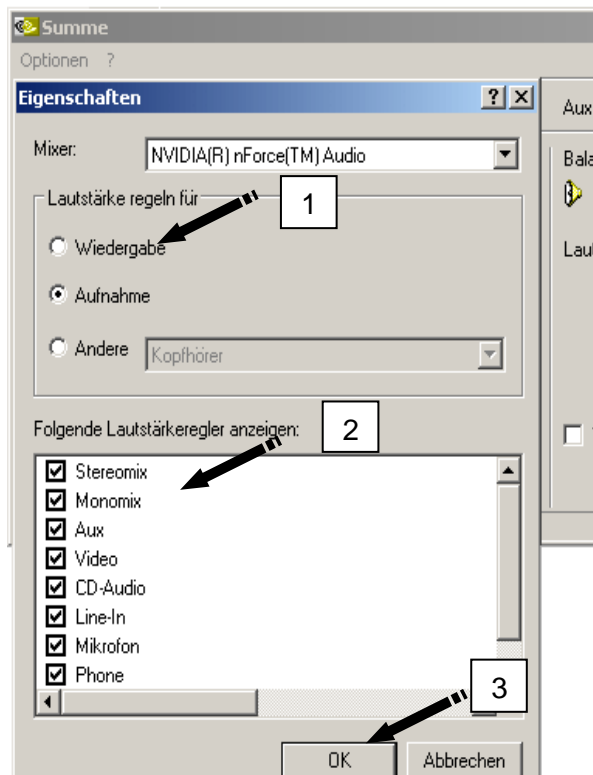 Summe
Optionen ?
Eigenschaften
Aux
Mixer:
NVIDIA(R) nForce(TM) Audio
Bala
Lautstärke regeln für
1
Wiedergabe
Lau
Aufnahme
Andere
Kopfhörer
Folgende Lautstärkeregler anzeigen:
2
Stereomix
Monomix
Aux
Video
CD-Audio
Line-In
Mikrofon
Phone
3
OK
Abbrechen